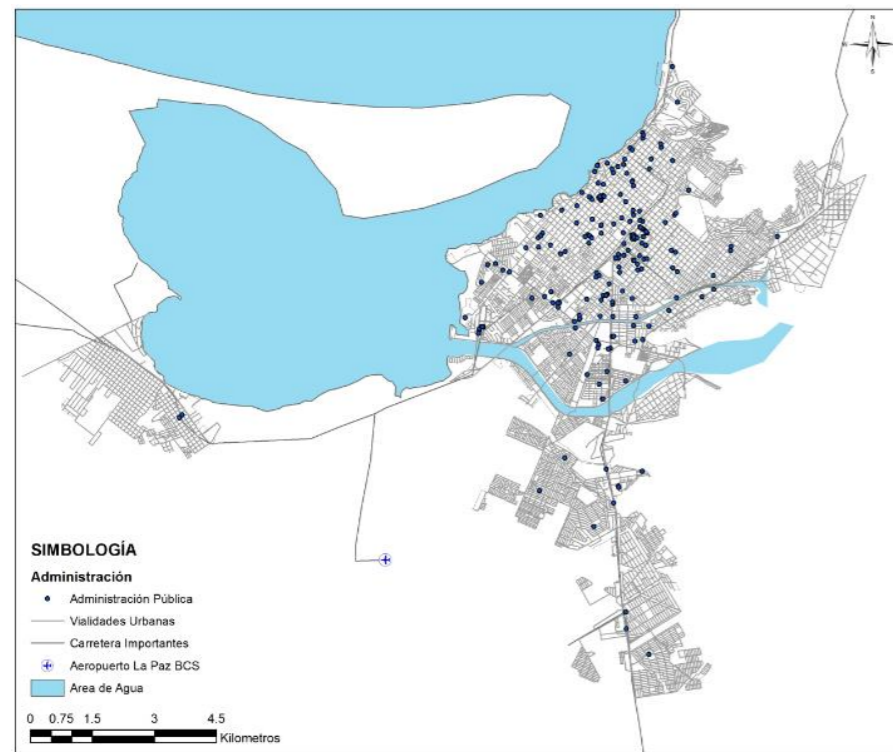 N
W E
S
SIMBOLOGÍA
Administración
Administración Pública
Vialidades Urbanas
Carretera Importantes
Aeropuerto La Paz BCS
Area de Agua
0 0.75 1.5 3 4.5
Kilometros